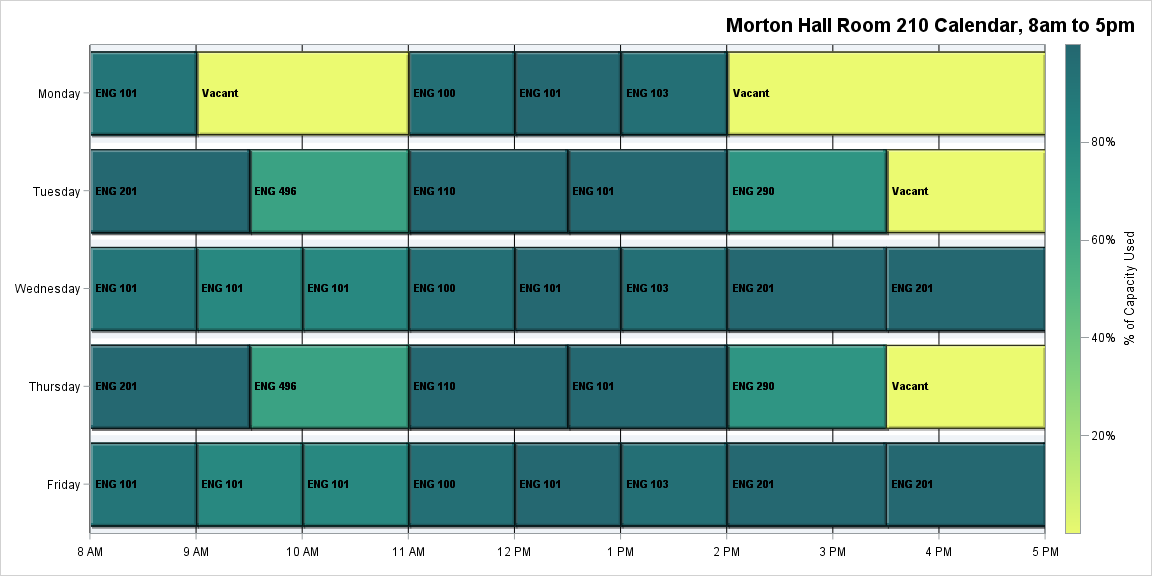 Morton Hall Room 210 Calendar, 8am to 5pm
Monday
ENG 101
Vacant
ENG 100
ENG 101
ENG 103
Vacant
Tuesday
ENG 201
ENG 496
ENG 110
ENG 101
ENG 290
Vacant
Wednesday
ENG 101
ENG 101
ENG 101
ENG 100
ENG 101
ENG 103
ENG 201
ENG 201
Thursday
ENG 201
ENG 496
ENG 110
ENG 101
ENG 290
Vacant
Friday
ENG 101
ENG 101
ENG 101
ENG 100
ENG 101
ENG 103
ENG 201
ENG 201
8 AM
9 AM
10 AM
11 AM
12 PM
1 PM
2 PM
3 PM
4 PM
5 PM
80%
60%
40%
20%
% of Capacity Used